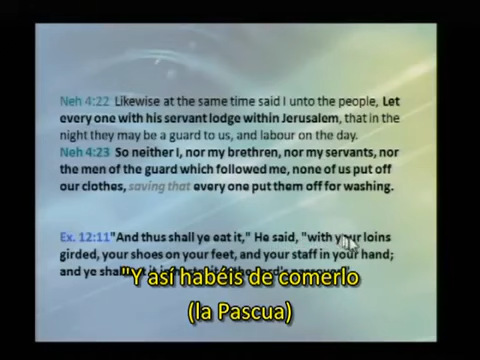 Neh 4:22 Likewise at the same time said I unto the people, Let
every one with his servant lodge within Jerusalem, that in the
night they may be a guard to us, and labour on the day.
Neh 4:23 So neither I, nor my brethren, nor my servants, nor
the men of the guard which followed me, none of us put off
our clothes, saving that every one put them off for washing.
Ex. 12:11 "And thus shall ye eat it," He said, "with your loins
girded, your shoes on your feet, and your staff in your hand;
and ye shall
"Y así habéis de comerlo
(la Pascua)